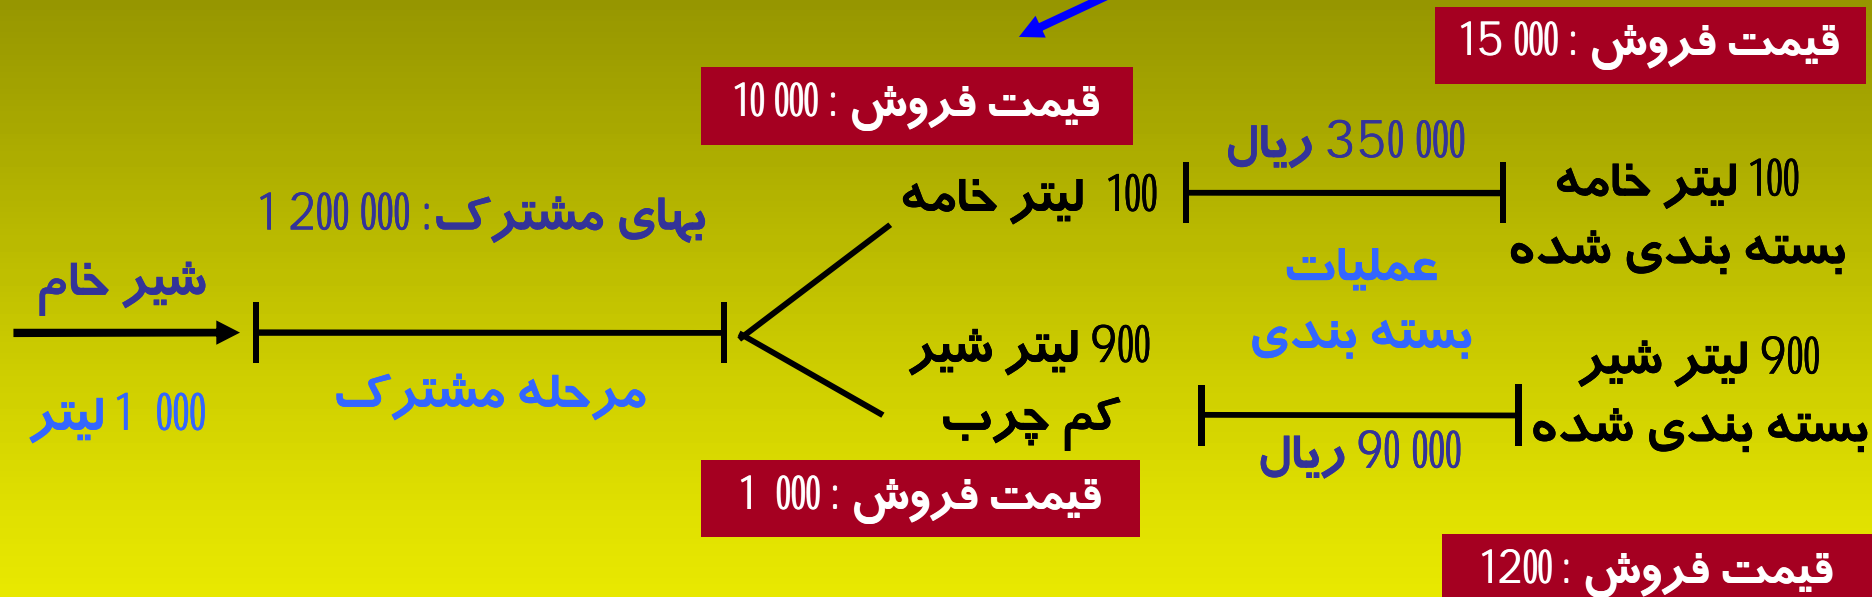 قیمت فروش : 15 000
قیمت فروش : 10 000
350 000 ریال
100 لیتر خامه
بسته بندی شده
100 لیتر خامه
بهای مشترک: 1 200 000
عملیات
بسته بندی
شیر خام
1 000 لیتر
مرحله مشترک
900 لیتر شیر
کم چرب
900 لیتر شیر
بسته بندی شده
90 000 ریال
قیمت فروش : 1 000
قیمت فروش : 1200